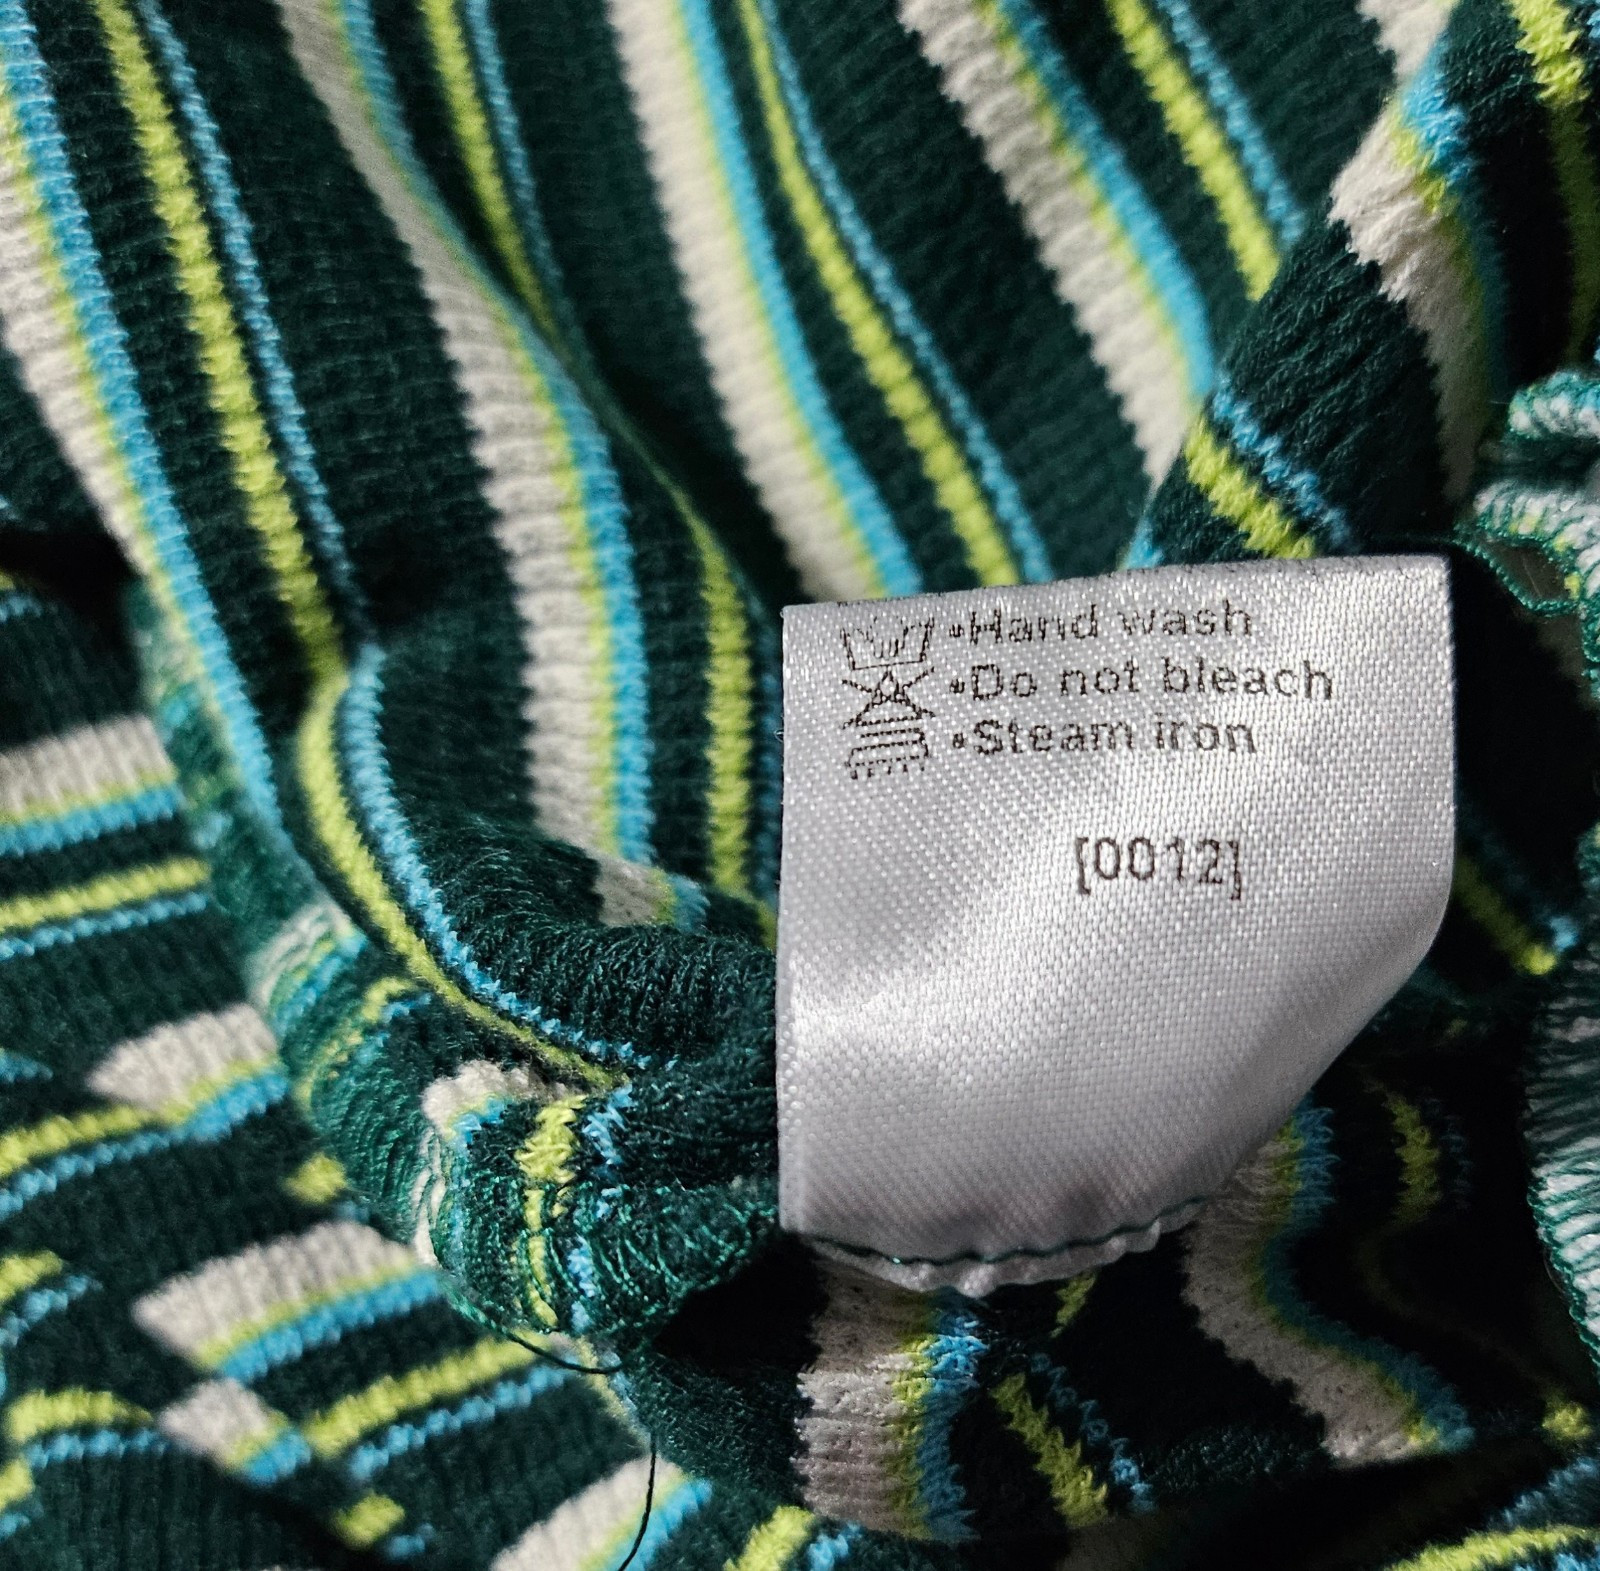 •Hand wash
•Do not bleach
•Steam iron
[0012]